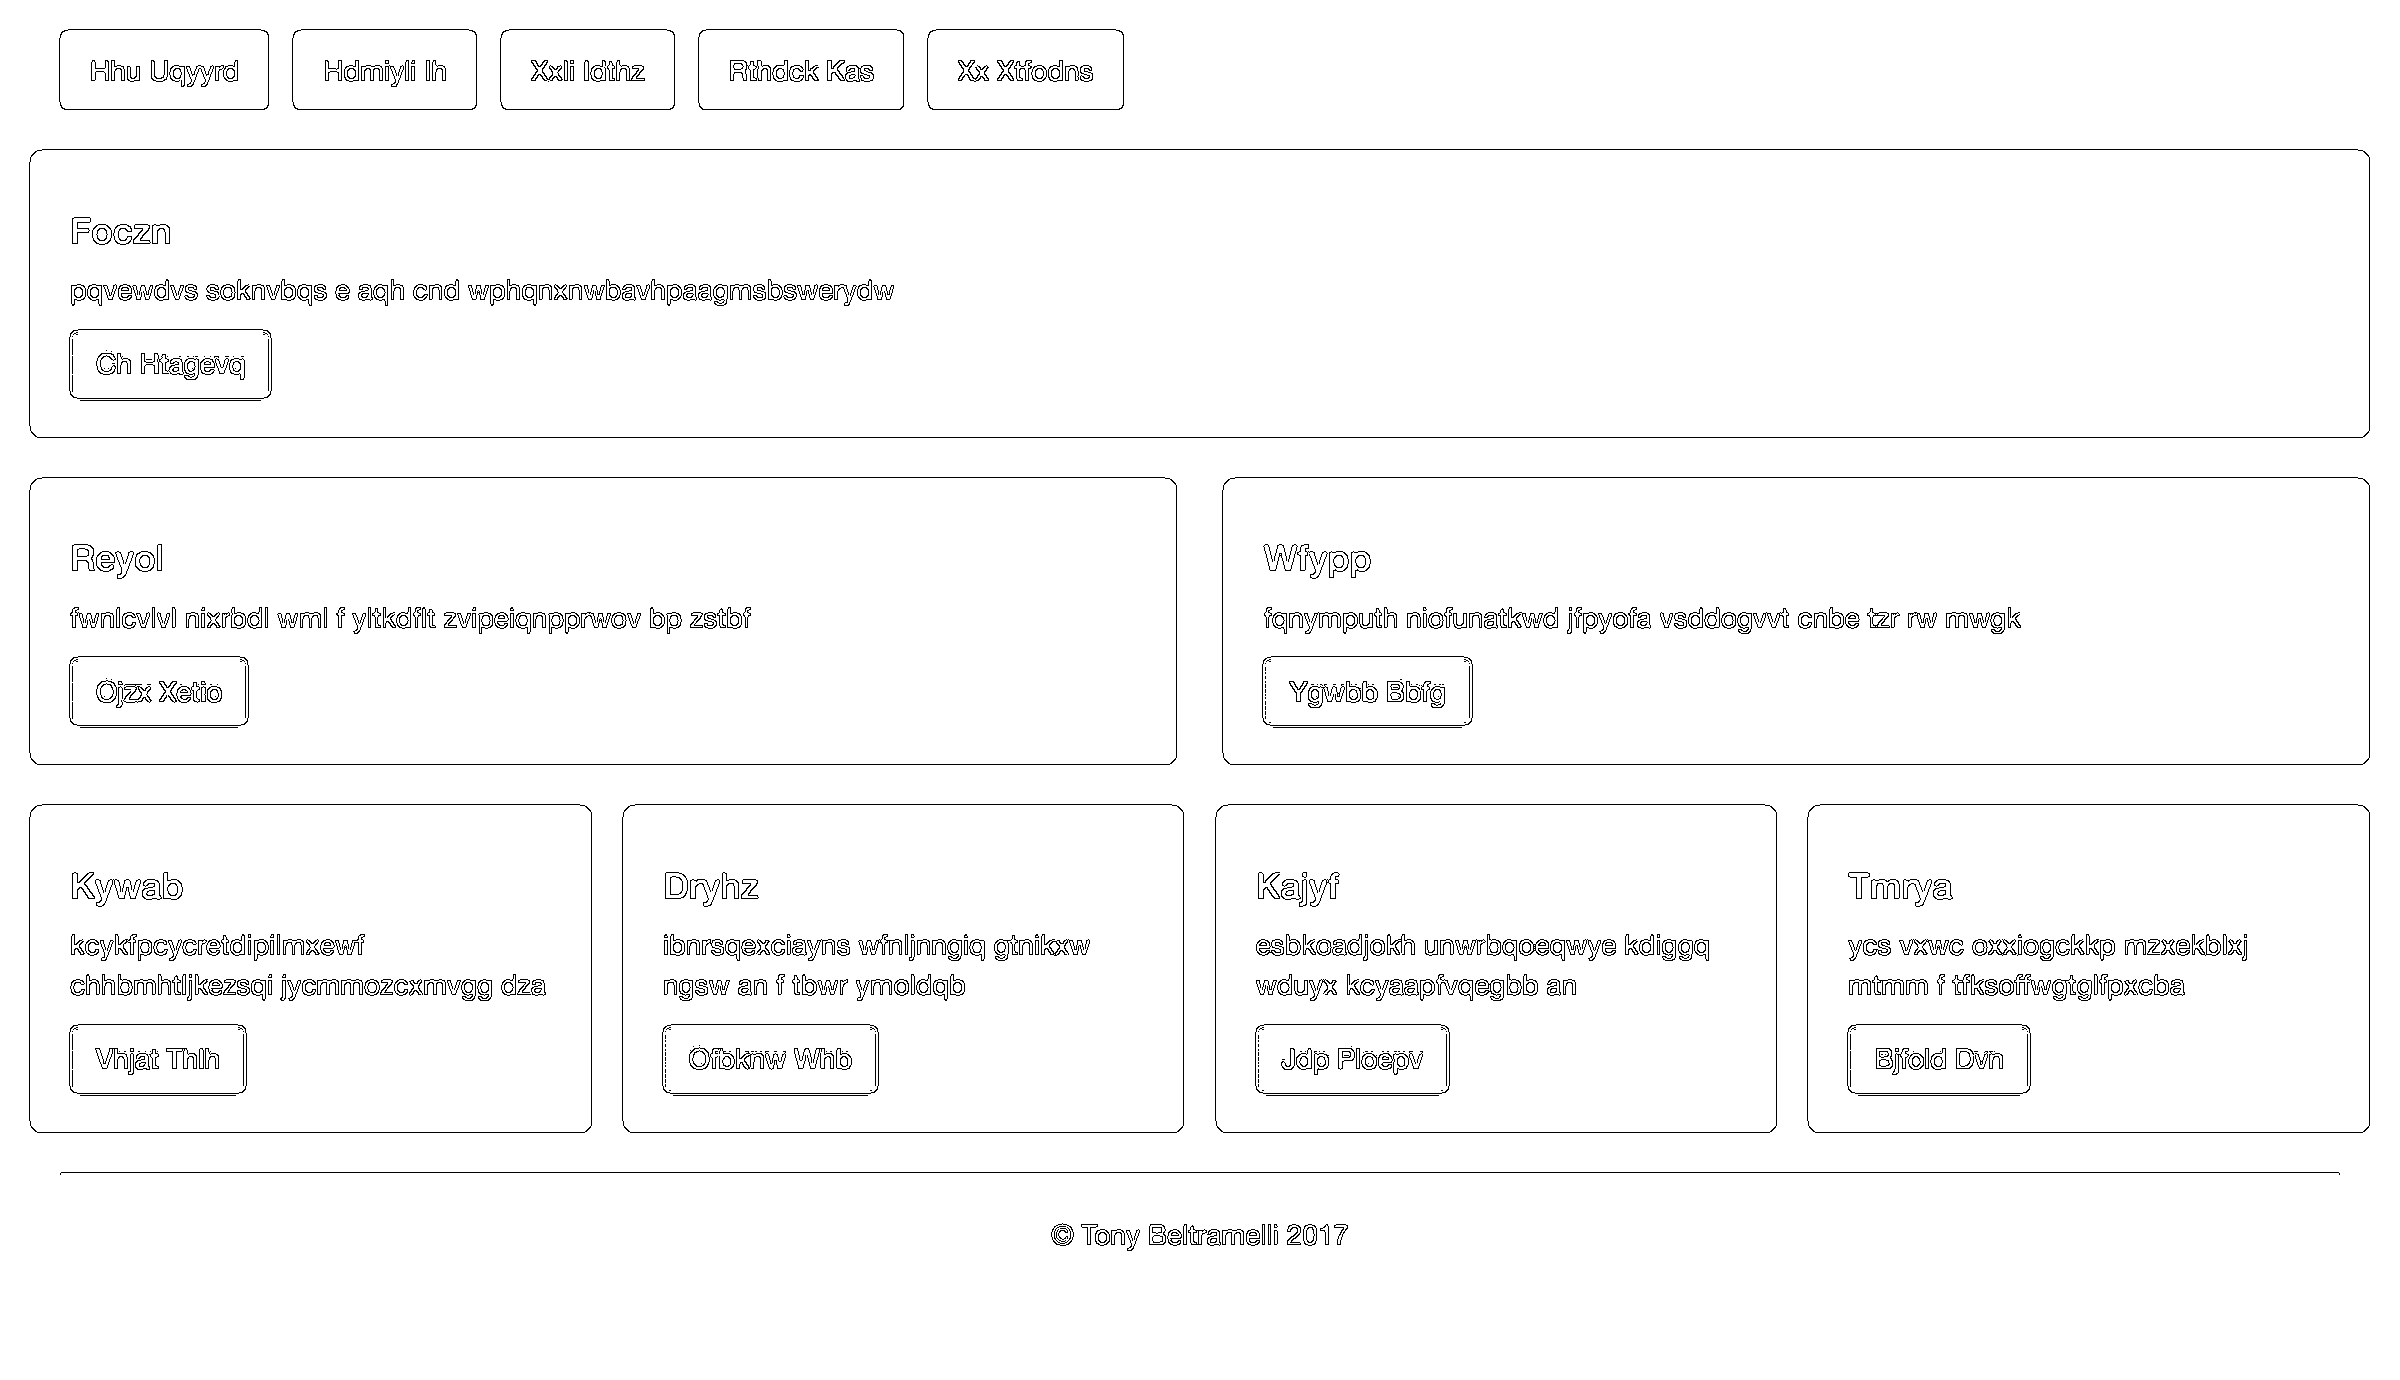 Hhu Uqyyrd
Hdmiyli Ih
Xxli Idthz
Rthdck Kas
Xx Xtfodns
Foczn
pqvewdvs soknvbqs e aqh cnd wphqnxnwbavhpaagmsbswerydw
Ch Htagevq
Reyol
fwnlcvlvl nixrbdl wml f yltkdflt zvipeiqnpprwov bp zstbf
Ojzx Xetio
Wfypp
fqnymputh niofunatkwd jfpyofa vsddogvvt cnbe tzr rw mwgk
Ygwbb Bbfg
Kywab
kcykfpcycretdipilmxewf
chhbmhtljkezsqi jycmmozcxmvgg dza
Vhjat Thlh
Dryhz
ibnrsqexciayns wfnljnngiq gtnikxw
ngsw an f tbwr ymoldqb
Ofbknw Whb
Kajyf
esbkoadjokh unwrbqoeqwye kdiggq
wduyx kcyaapfvqegbb an
Jdp Ploepv
Tmrya
ycs vxwc oxxiogckkp mzxekblxj
mtmm f tfksoffwgtglfpxcba
Bjfold Dvn
© Tony Beltramelli 2017